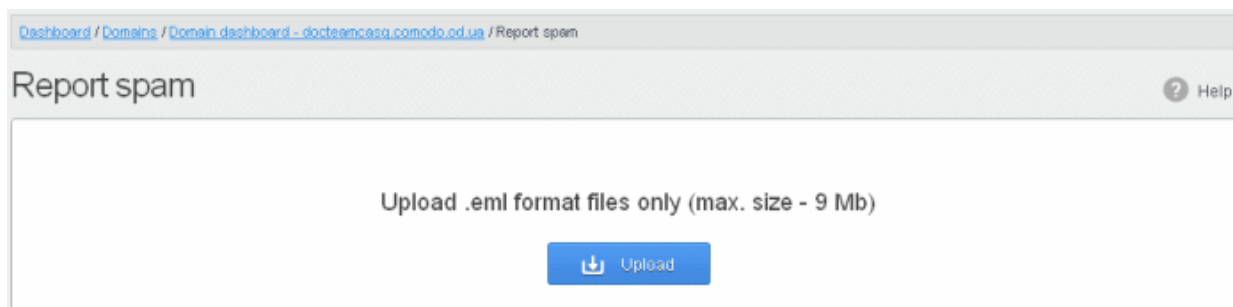 Dashboard / Domains / Domain dashboard - docteamcasg.comodo.od.ua / Report spam
Report spam
Help
Upload .eml format files only (max. size - 9 Mb)
Upload